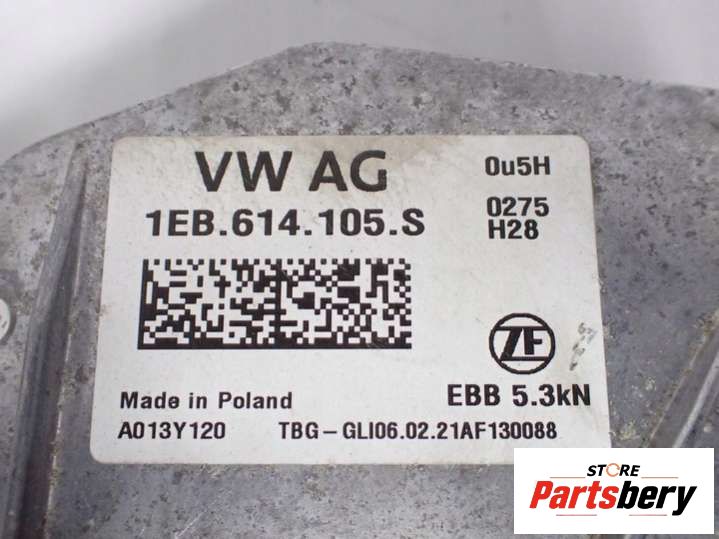 VW AG
0u5H
1EB.614.105.S
0275
H28
ZF
EBB 5.3kN
Made in Poland
A013Y120
TBG-GLI06.02.21AF130088
STORE
Partsbery